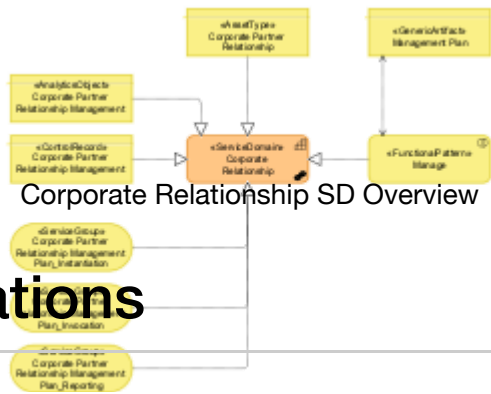 «AssetType»
Corporate Partner
Relationship
«GenericArtifact»
Management Plan
«AnalyticsObject»
Corporate Partner
Relationship Management
«ControlRecord»
Corporate Partner
Relationship Management
«ServiceDomain»
Corporate
Relationship
«FunctionalPattern»
Manage
Corporate Relationship SD Overview
«ServiceGroup»
Corporate Partner
Relationship Management
Plan_Instantiation
ations
Plan_Invocation
Corporate Partner
Relationship Management
Plan_Reporting